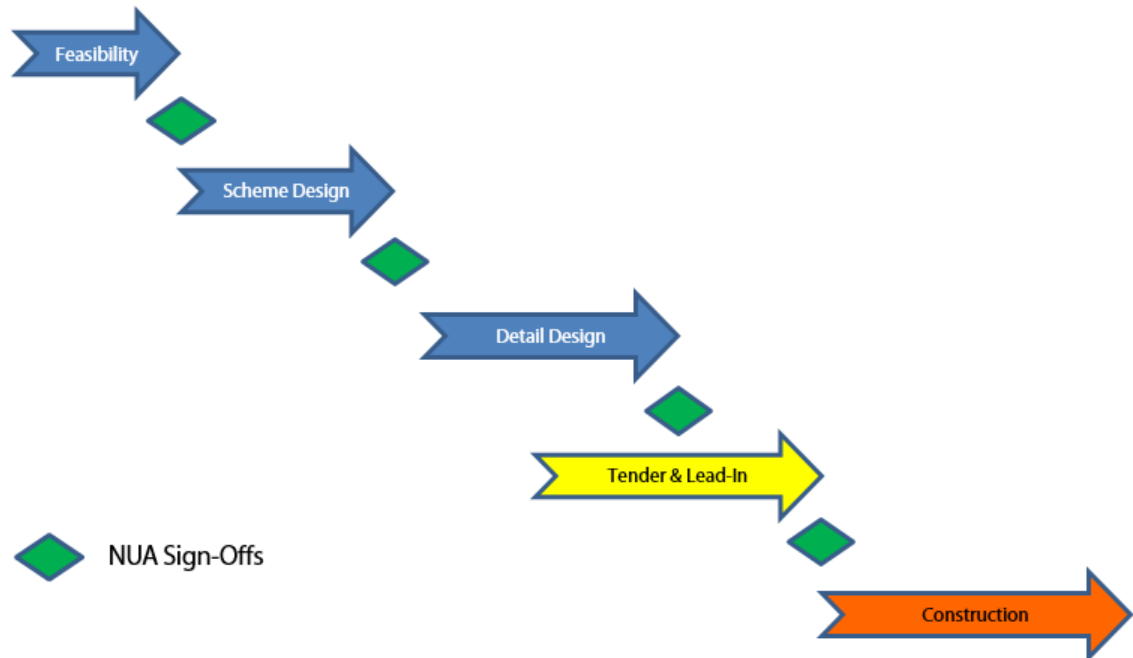 Feasibility
Scheme Design
Detail Design
Tender & Lead-In
NUA Sign-Offs
Construction